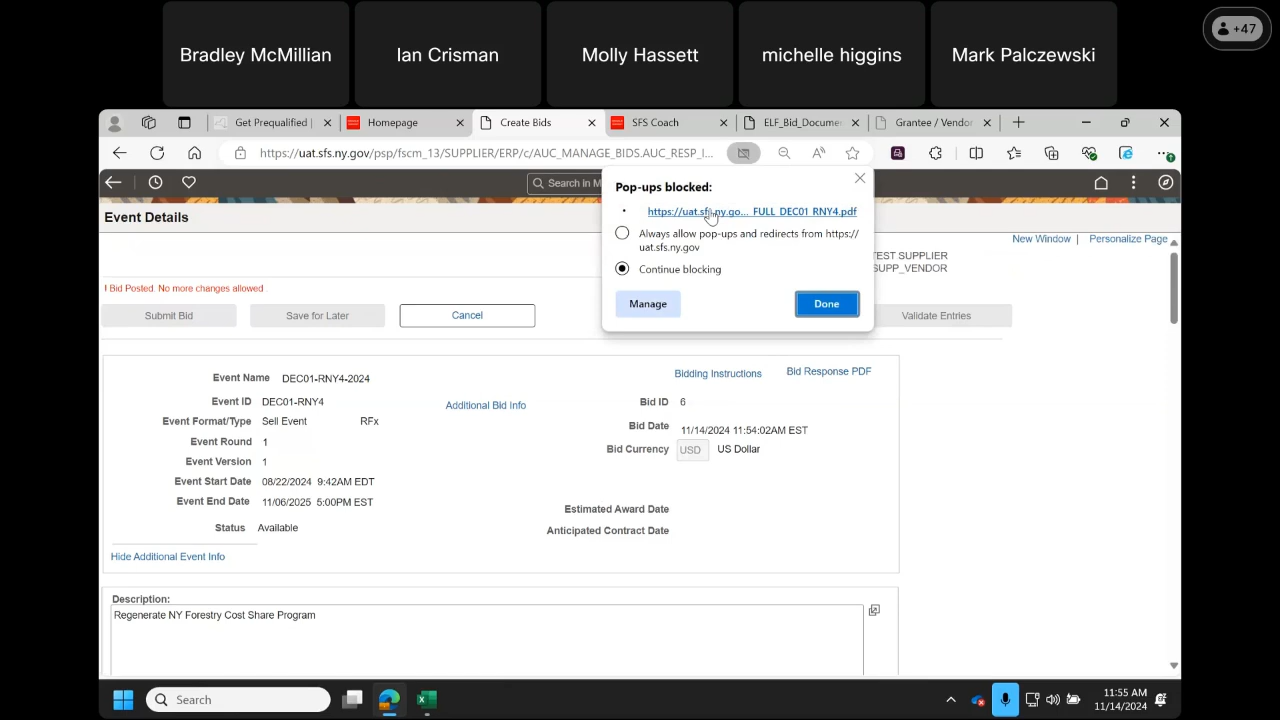 Bradley McMillian
Ian Crisman
Molly Hassett
michelle higgins
Mark Palczewski
+47
Get Prequalified |
Homepage
Create Bids
SFS Coach
ELF_Bid_Docume
Grantee / Vendor
https://uat.sfs.ny.gov/psp/fscm_13/SUPPLIER/ERP/c/AUC_MANAGE_BIDS.AUC_RESP_I...
Search in M
Pop-ups blocked:
https://uat.sfs.ny.go... FULL_DEC01_RNY4.pdf
Always allow pop-ups and redirects from https://
uat.sfs.ny.gov
Continue blocking
Manage
Done
Event Details
New Window | Personalize Page
TEST SUPPLIER
SUPP_VENDOR
! Bid Posted. No more changes allowed
Submit Bid
Save for Later
Cancel
Validate Entries
Event Name DEC01-RNY4-2024
Bidding Instructions
Bid Response PDF
Event ID DEC01-RNY4
Additional Bid Info
Bid ID 6
Event Format/Type Sell Event RFx
Bid Date 11/14/2024 11:54:02AM EST
Event Round 1
Bid Currency USD US Dollar
Event Version 1
Event Start Date 08/22/2024 9:42AM EDT
Event End Date 11/06/2025 5:00PM EST
Estimated Award Date
Status Available
Anticipated Contract Date
Hide Additional Event Info
Description:
Regenerate NY Forestry Cost Share Program
Search
11:55 AM
11/14/2024